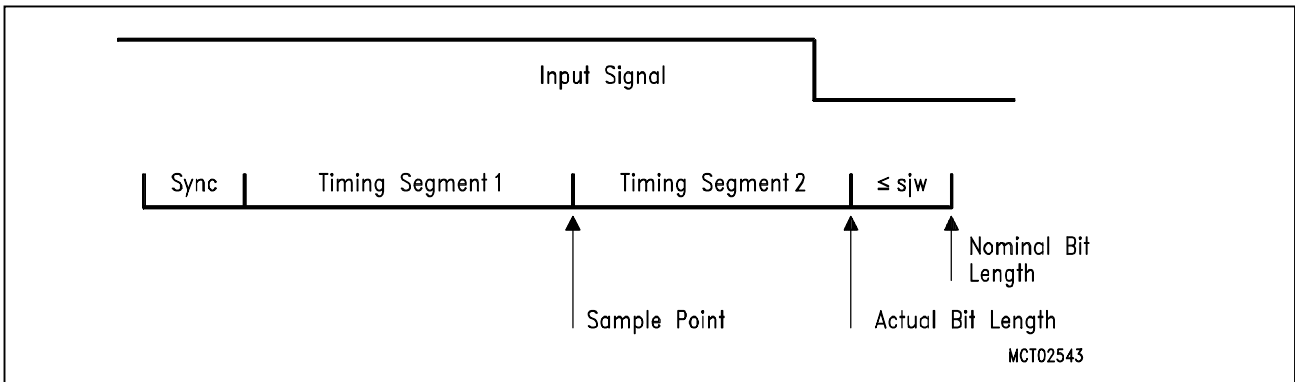 Input Signal
Sync Timing Segment 1 Timing Segment 2 ≤ sjw
Nominal Bit
Length
Sample Point Actual Bit Length
MCT02543